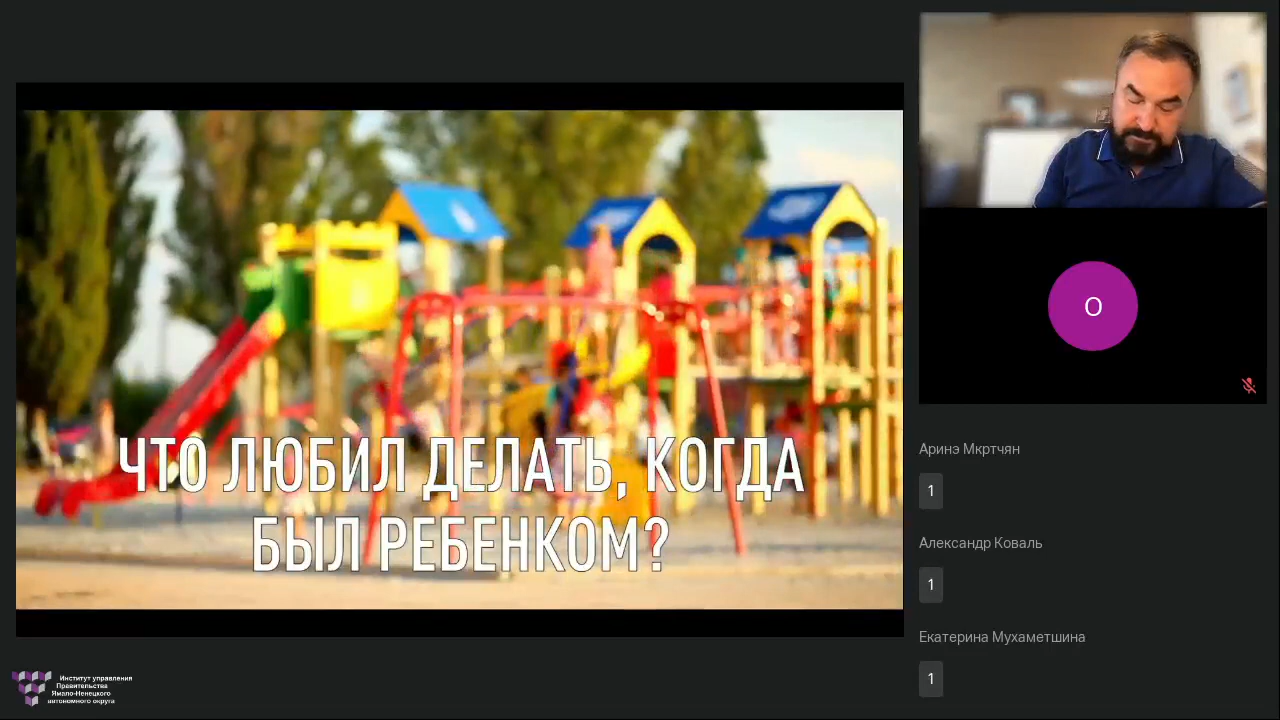 ЧТО ЛЮБИЛ ДЕЛАТЬ, КОГДА
БЫЛ РЕБЕНКОМ?
O
Аринэ Мкртчян
1
Александр Коваль
1
Екатерина Мухаметшина
1
Институт управления
Правительства
Ямало-Ненецкого
автономного округа